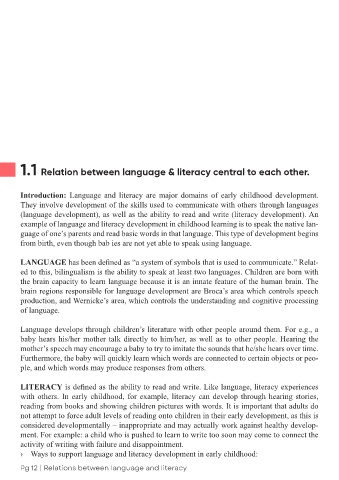 1.1 Relation between language & literacy central to each other.
Introduction: Language and literacy are major domains of early childhood development.
They involve development of the skills used to communicate with others through languages
(language development), as well as the ability to read and write (literacy development). An
example of language and literacy development in childhood learning is to speak the native lan-
guage of one's parents and read basic words in that language. This type of development begins
from birth, even though bab ies are not yet able to speak using language.
LANGUAGE has been defined as “a system of symbols that is used to communicate.” Relat-
ed to this, bilingualism is the ability to speak at least two languages. Children are born with
the brain capacity to learn language because it is an innate feature of the human brain. The
brain regions responsible for language development are Broca’s area which controls speech
production, and Wernicke’s area, which controls the understanding and cognitive processing
of language.
Language develops through children’s literature with other people around them. For e.g., a
baby hears his/her mother talk directly to him/her, as well as to other people. Hearing the
mother’s speech may encourage a baby to try to imitate the sounds that he/she hears over time.
Furthermore, the baby will quickly learn which words are connected to certain objects or peo-
ple, and which words may produce responses from others.
LITERACY is defined as the ability to read and write. Like language, literacy experiences
with others. In early childhood, for example, literacy can develop through hearing stories,
reading from books and showing children pictures with words. It is important that adults do
not attempt to force adult levels of reading onto children in their early development, as this is
considered developmentally – inappropriate and may actually work against healthy develop-
ment. For example: a child who is pushed to learn to write too soon may come to connect the
activity of writing with failure and disappointment.
› Ways to support language and literacy development in early childhood:
Pg 12 | Relations between language and literacy